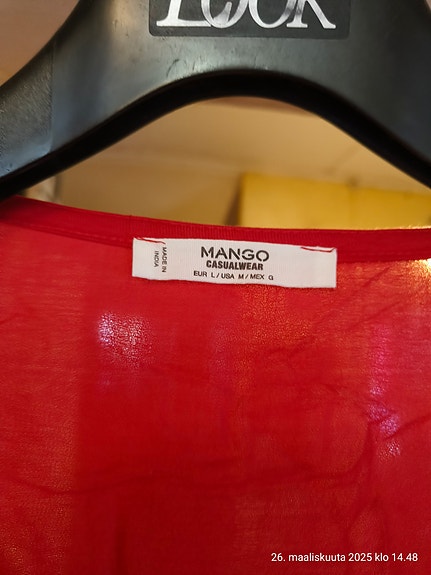 LOOK
MADE IN
INDIA
MANGO
CASUALWEAR
EUR L / USA M / MEX G
26. maaliskuuta 2025 klo 14.48